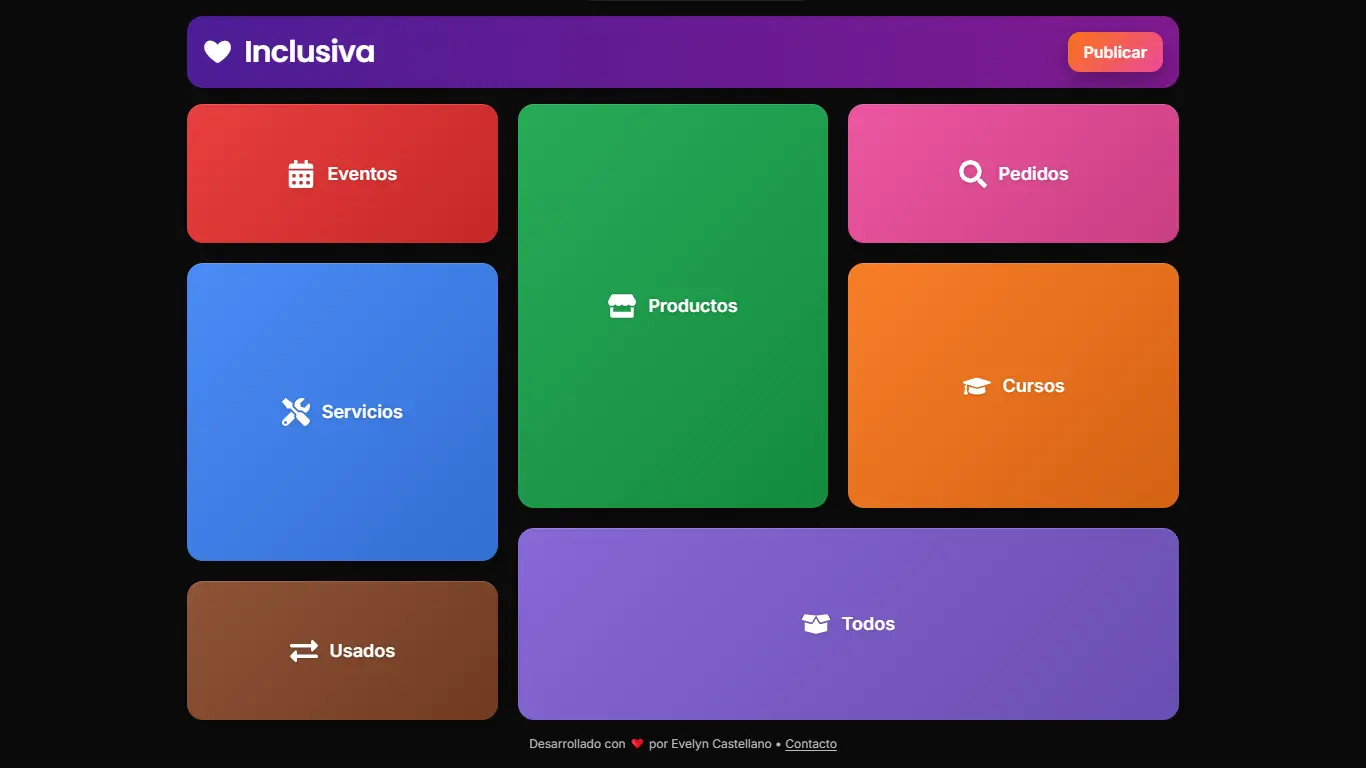 Inclusiva
Publicar
Eventos
Productos
Pedidos
Servicios
Cursos
Usados
Todos
Desarrollado con ❤ por Evelyn Castellano • Contacto